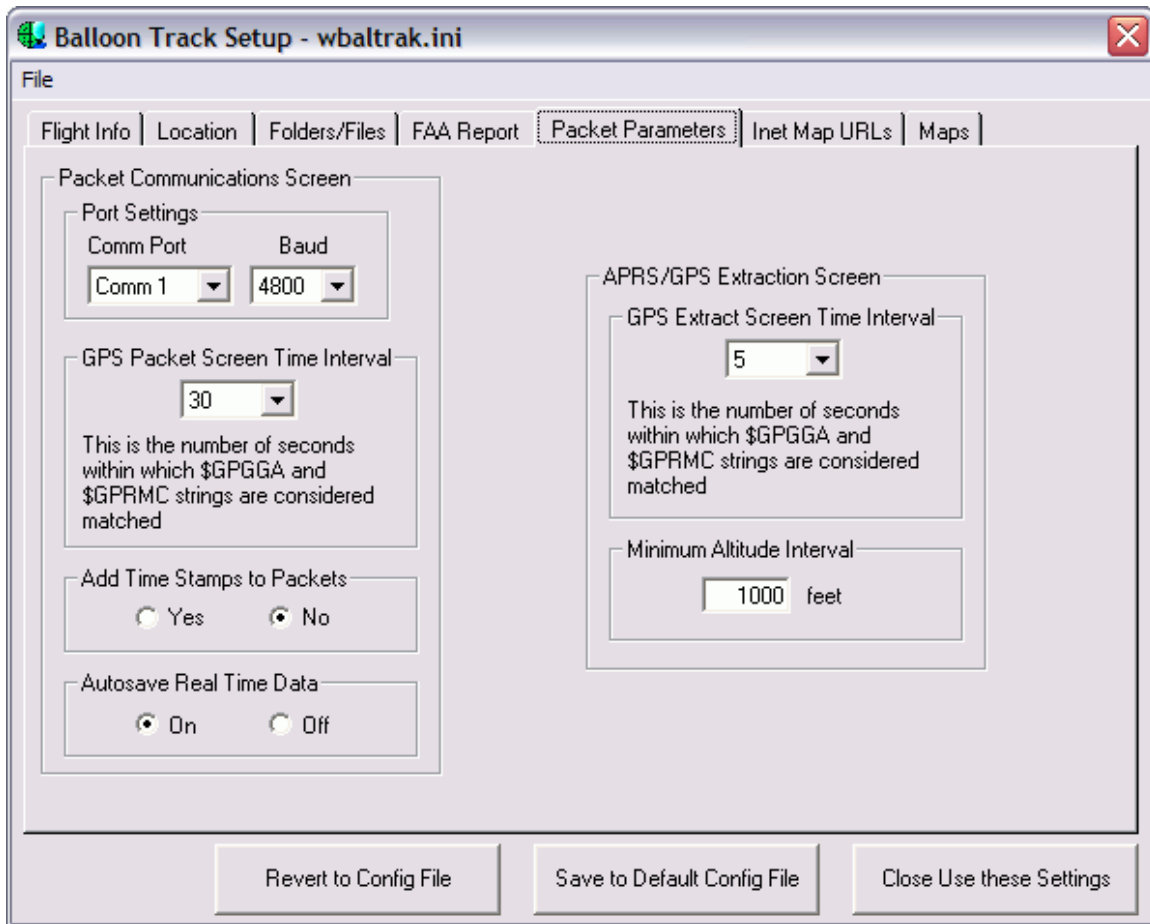 Balloon Track Setup - wbaltrak.ini
File
Flight Info Location Folders/Files FAA Report Packet Parameters Inet Map URLs Maps
Packet Communications Screen
Port Settings
Comm Port Baud
Comm 1 4800
GPS Packet Screen Time Interval
30
This is the number of seconds
within which $GPGGA and
$GPRMC strings are considered
matched
Add Time Stamps to Packets
Yes No
Autosave Real Time Data
On Off
APRS/GPS Extraction Screen
GPS Extract Screen Time Interval
5
This is the number of seconds
within which $GPGGA and
$GPRMC strings are considered
matched
Minimum Altitude Interval
1000 feet
Revert to Config File Save to Default Config File Close Use these Settings